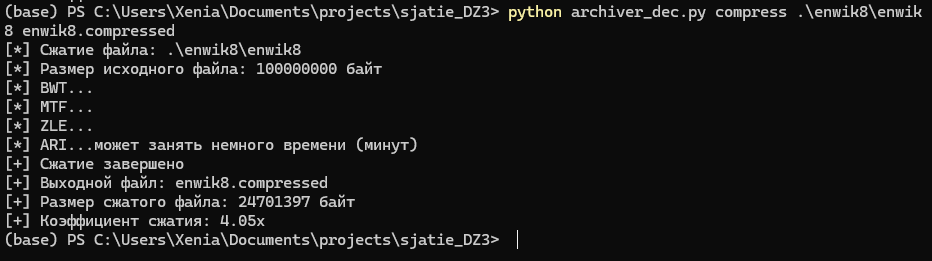 (base) PS C:\Users\Xenia\Documents\projects\sjatie_DZ3> python archiver_dec.py compress .\enwik8\enwik
8 enwik8.compressed
[*] Сжатие файла: .\enwik8\enwik8
[*] Размер исходного файла: 100000000 байт
[*] BWT...
[*] MTF...
[*] ZLE...
[*] ARI...может занять немного времени (минут)
[+] Сжатие завершено
[+] Выходной файл: enwik8.compressed
[+] Размер сжатого файла: 24701397 байт
[+] Коэффициент сжатия: 4.05x
(base) PS C:\Users\Xenia\Documents\projects\sjatie_DZ3>